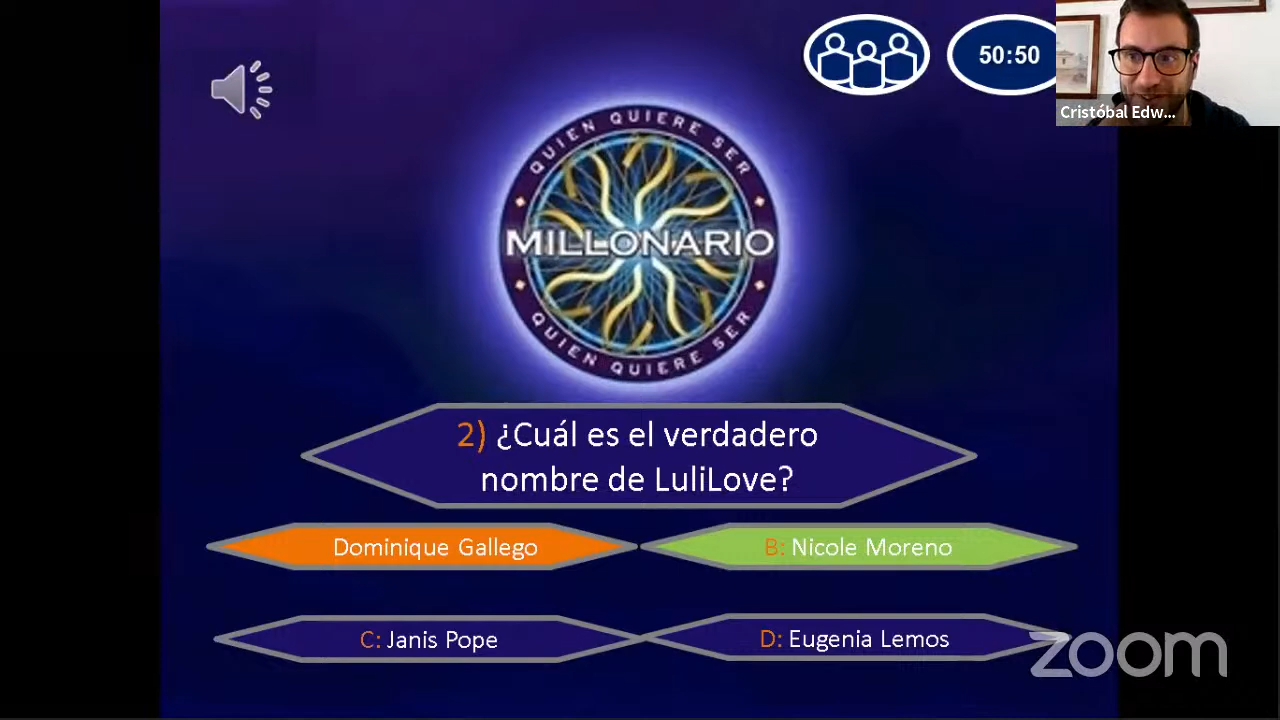 50:50
Cristóbal Edw...
QUIEN QUIERE SER
MILLONARIO
QUIEN QUIERE SER
2) ¿Cuál es el verdadero
nombre de LuliLove?
Dominique Gallego
B: Nicole Moreno
C: Janis Pope
D: Eugenia Lemos
zoom